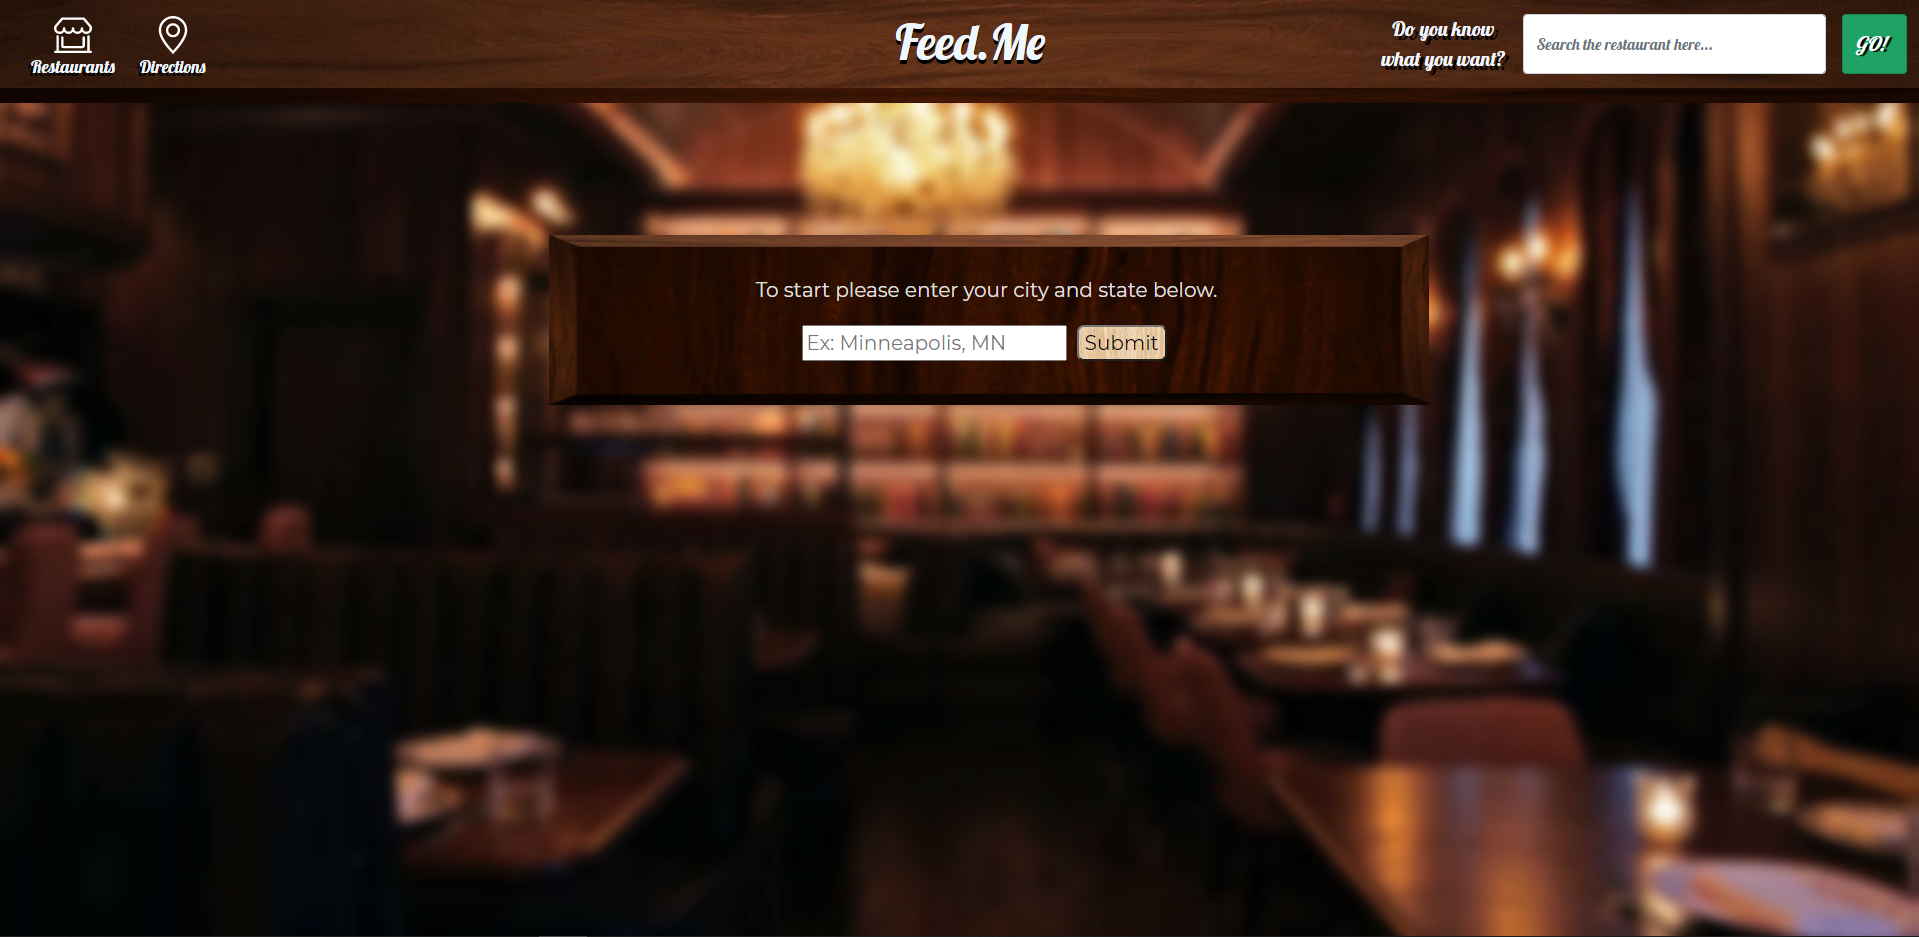 Restaurants
Directions
Feed.Me
Do you know
what you want?
Search the restaurant here...
GO!
To start please enter your city and state below.
Ex: Minneapolis, MN
Submit